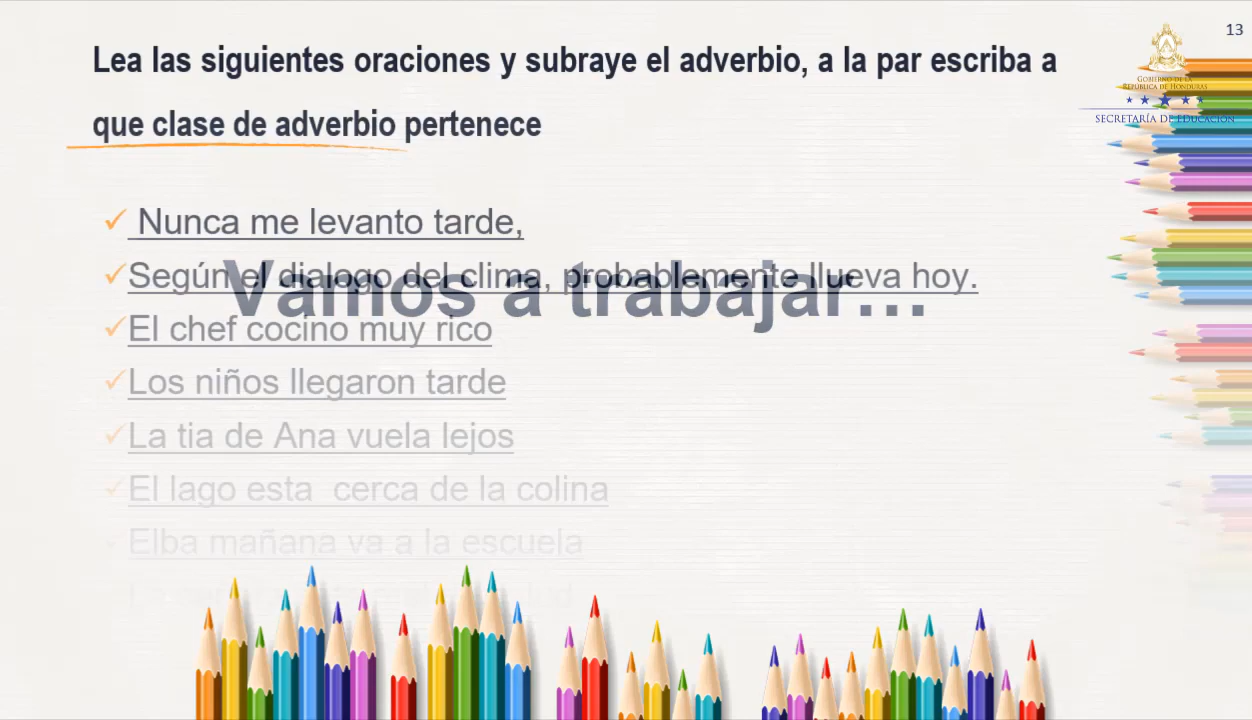 13
Lea las siguientes oraciones y subraye el adverbio, a la par escriba a
que clase de adverbio pertenece
GOBIERNO DE LA
REPÚBLICA DE HONDURAS
SECRETARÍA DE EDUCACIÓN
Nunca me levanto tarde,
Según el dialogo del clima, probablemente llueva hoy.
Vamos a trabajar...
El chef cocino muy rico
Los niños llegaron tarde
La tia de Ana vuela lejos
El lago esta cerca de la colina
Elba mañana va a la escuela